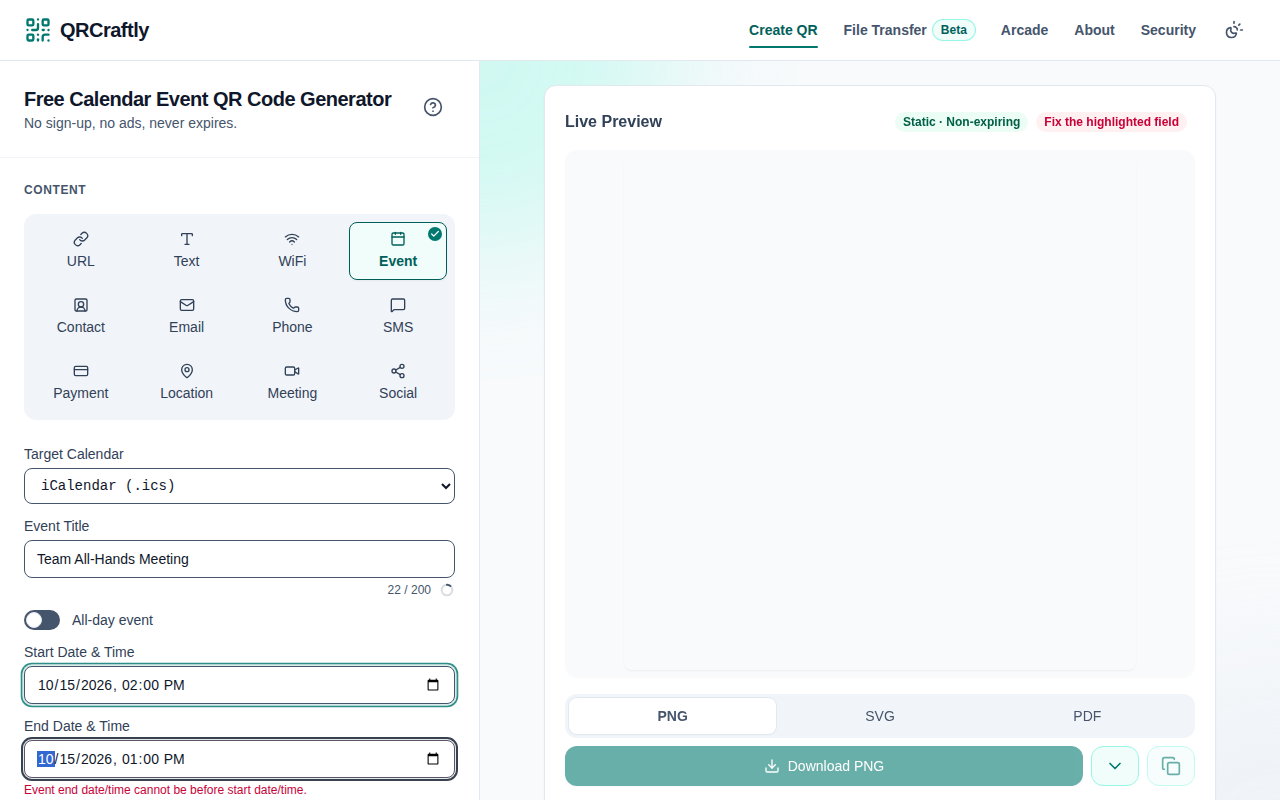 QRCraftly
Create QR
File Transfer Beta
Arcade
About
Security
Free Calendar Event QR Code Generator
No sign-up, no ads, never expires.
CONTENT
URL
Text
WiFi
Event
Contact
Email
Phone
SMS
Payment
Location
Meeting
Social
Target Calendar
iCalendar (.ics)
Event Title
Team All-Hands Meeting
22 / 200
All-day event
Start Date & Time
10/15/2026, 02:00 PM
End Date & Time
10/15/2026, 01:00 PM
Event end date/time cannot be before start date/time.
Live Preview
Static · Non-expiring
Fix the highlighted field
PNG
SVG
PDF
Download PNG